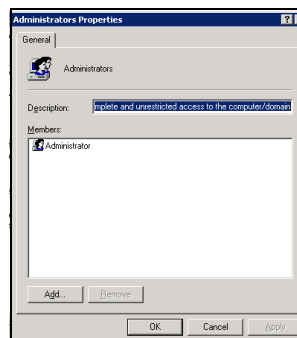 Administrators Properties
?
General
Administrators
Description:
mplete and unrestricted access to the computer/domain
Members:
Administrator
Add... Remove
OK Cancel Apply